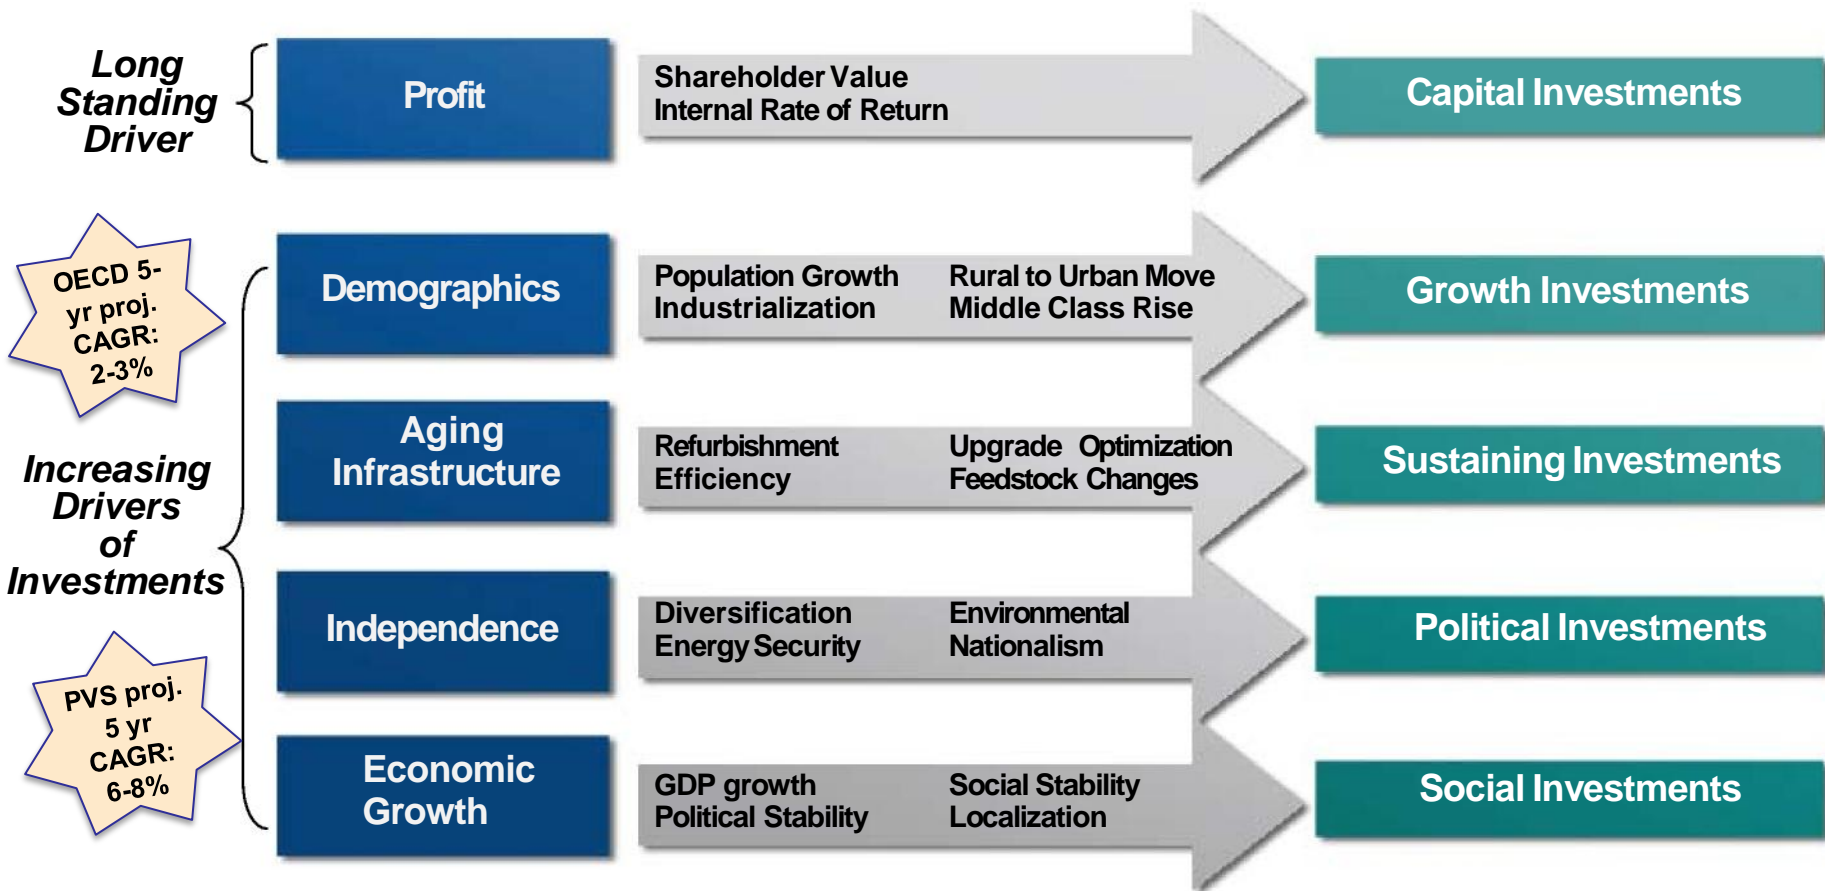 Long
Standing
Driver
Profit
Shareholder Value
Internal Rate of Return
Capital Investments
OECD 5-
yr proj.
CAGR:
2-3%
Demographics
Population Growth
Industrialization
Rural to Urban Move
Middle Class Rise
Growth Investments
Increasing
Drivers
of
Investments
Aging
Infrastructure
Refurbishment
Efficiency
Upgrade Optimization
Feedstock Changes
Sustaining Investments
Independence
Diversification
Energy Security
Environmental
Nationalism
Political Investments
PVS proj.
5 yr
CAGR:
6-8%
Economic
Growth
GDP growth
Political Stability
Social Stability
Localization
Social Investments